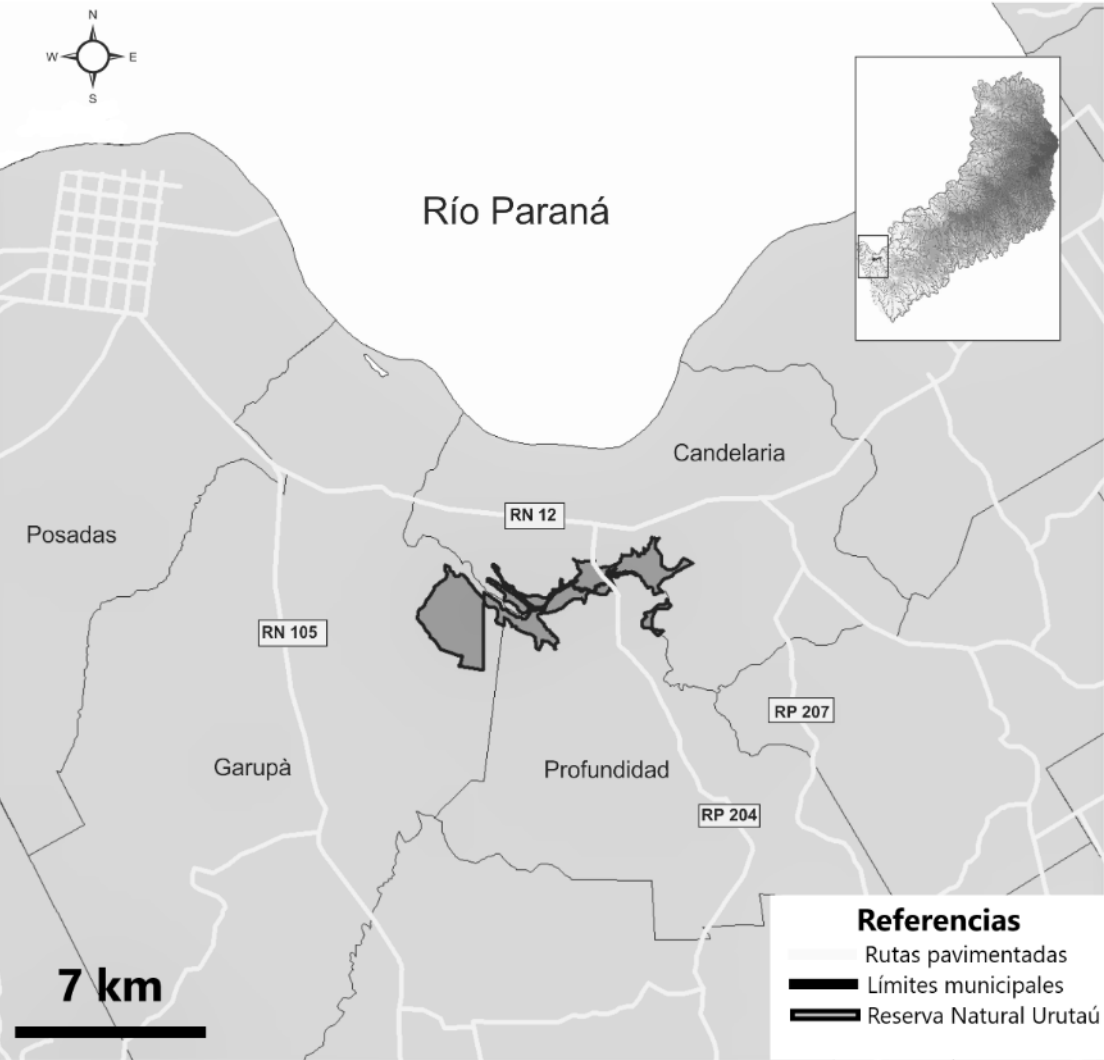 N
W E
S
Río Paraná
Candelaria
RN 12
Posadas
RN 105
RP 207
Garupà
Profundidad
RP 204
Referencias
Rutas pavimentadas
Límites municipales
Reserva Natural Urutaú
7 km